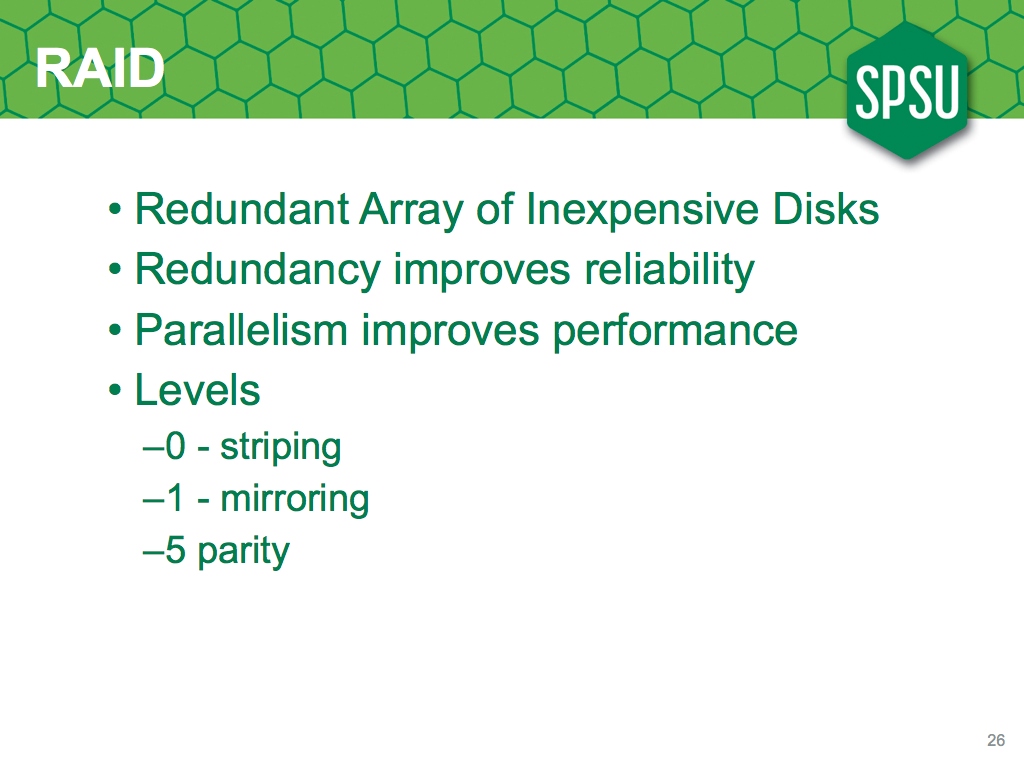 RAID
SPSU
• Redundant Array of Inexpensive Disks
• Redundancy improves reliability
• Parallelism improves performance
• Levels
–0 - striping
–1 - mirroring
–5 parity
26